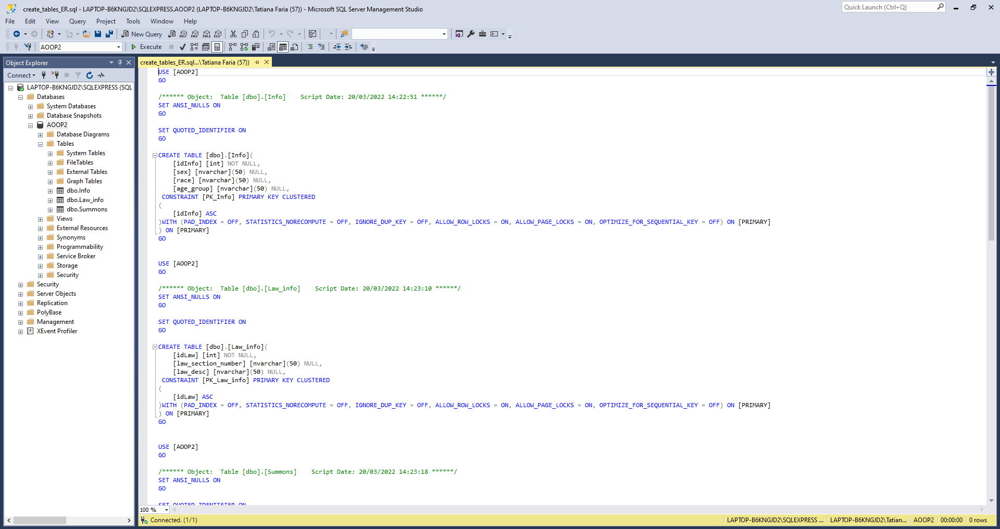 create_tables_ER.sql - LAPTOP-B6KNGJD2\SQLEXPRESS.AOOP2 (LAPTOP-B6KNGJD2\Tatiana Faria (57)) - Microsoft SQL Server Management Studio
Quick Launch (Ctrl+Q)
File Edit View Query Project Tools Window Help
New Query
MDX DMX XMLA DAX
AOOP2
Execute
Object Explorer
create_tables_ER.sql...\Tatiana Faria (57))
Connect
LAPTOP-B6KNGJD2\SQLEXPRESS (SQL
Databases
System Databases
Database Snapshots
AOOP2
Database Diagrams
Tables
System Tables
FileTables
External Tables
Graph Tables
dbo.Info
dbo.Law_info
dbo.Summons
Views
External Resources
Synonyms
Programmability
Service Broker
Storage
Security
Security
Server Objects
Replication
PolyBase
Management
XEvent Profiler
USE [AOOP2]
GO
/****** Object:  Table [dbo].[Info]    Script Date: 20/03/2022 14:22:51 ******/
SET ANSI_NULLS ON
GO
SET QUOTED_IDENTIFIER ON
GO
CREATE TABLE [dbo].[Info](
[idInfo] [int] NOT NULL,
[sex] [nvarchar](50) NULL,
[race] [nvarchar](50) NULL,
[age_group] [nvarchar](50) NULL,
CONSTRAINT [PK_Info] PRIMARY KEY CLUSTERED
(
[idInfo] ASC
)WITH (PAD_INDEX = OFF, STATISTICS_NORECOMPUTE = OFF, IGNORE_DUP_KEY = OFF, ALLOW_ROW_LOCKS = ON, ALLOW_PAGE_LOCKS = ON, OPTIMIZE_FOR_SEQUENTIAL_KEY = OFF) ON [PRIMARY]
) ON [PRIMARY]
GO
USE [AOOP2]
GO
/****** Object:  Table [dbo].[Law_info]    Script Date: 20/03/2022 14:23:10 ******/
SET ANSI_NULLS ON
GO
SET QUOTED_IDENTIFIER ON
GO
CREATE TABLE [dbo].[Law_info](
[idLaw] [int] NOT NULL,
[law_section_number] [nvarchar](50) NULL,
[law_desc] [nvarchar](50) NULL,
CONSTRAINT [PK_Law_info] PRIMARY KEY CLUSTERED
(
[idLaw] ASC
)WITH (PAD_INDEX = OFF, STATISTICS_NORECOMPUTE = OFF, IGNORE_DUP_KEY = OFF, ALLOW_ROW_LOCKS = ON, ALLOW_PAGE_LOCKS = ON, OPTIMIZE_FOR_SEQUENTIAL_KEY = OFF) ON [PRIMARY]
) ON [PRIMARY]
GO
USE [AOOP2]
GO
/****** Object:  Table [dbo].[Summons]    Script Date: 20/03/2022 14:23:18 ******/
SET ANSI_NULLS ON
GO
SET QUOTED_IDENTIFIER ON
100 %
Connected. (1/1)
LAPTOP-B6KNGJD2\SQLEXPRESS ... LAPTOP-B6KNGJD2\Tatian... AOOP2 00:00:00 0 rows